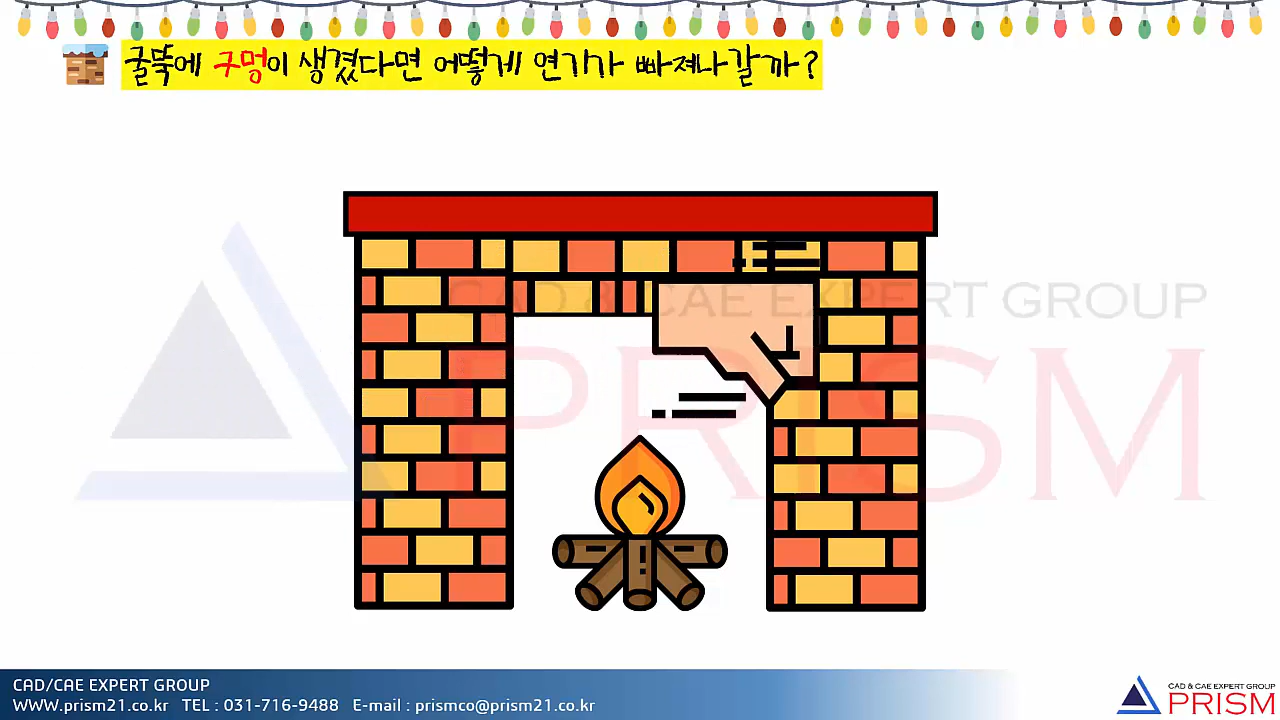 굴뚝에 구멍이 생겼다면 어떻게 연기가 빠져나갈까?
CAD & CAE EXPERT GROUP
PRISM
CAD/CAE EXPERT GROUP
WWW.prism21.co.kr TEL : 031-716-9488 E-mail : prismco@prism21.co.kr
CAD & CAE EXPERT GROUP
PRISM